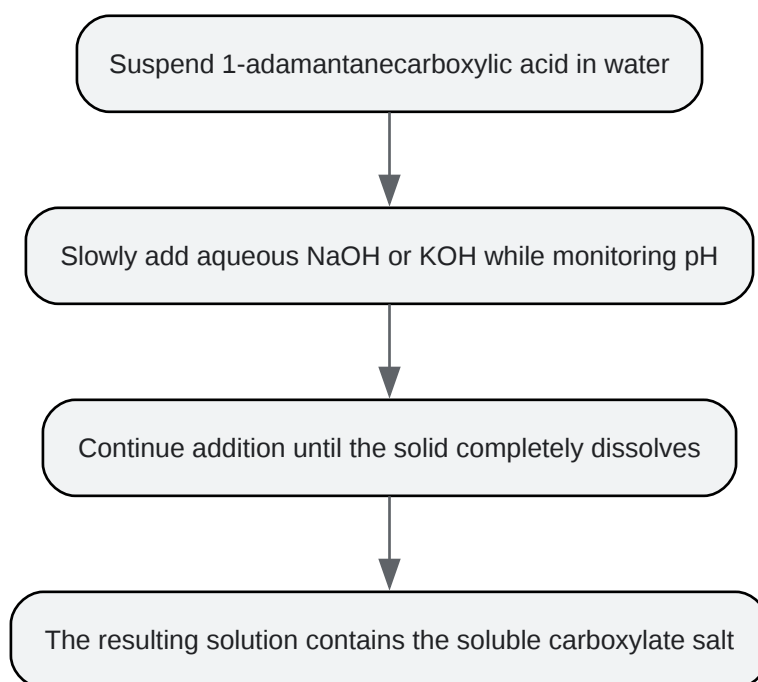 Suspend 1-adamantanecarboxylic acid in water
Slowly add aqueous NaOH or KOH while monitoring pH
Continue addition until the solid completely dissolves
The resulting solution contains the soluble carboxylate salt